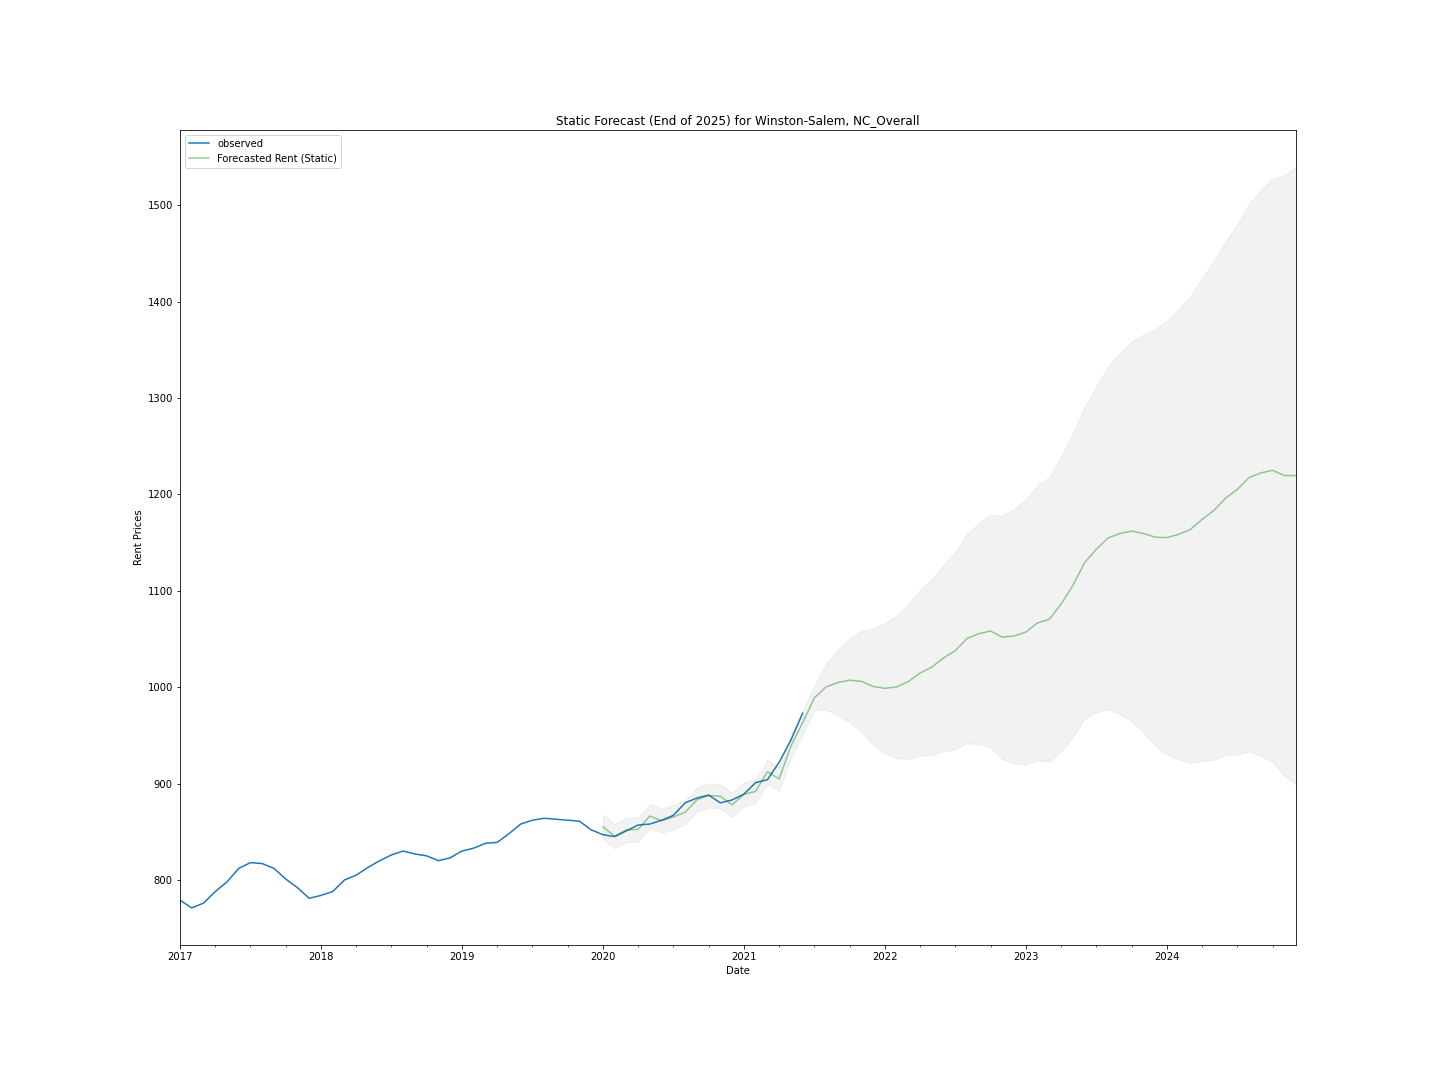 Static Forecast (End of 2025) for Winston-Salem, NC_Overall
observed
Forecasted Rent (Static)
1500
1400
1300
1200
1100
1000
900
800
Rent Prices
2017 2018 2019 2020 2021 2022 2023 2024
Date